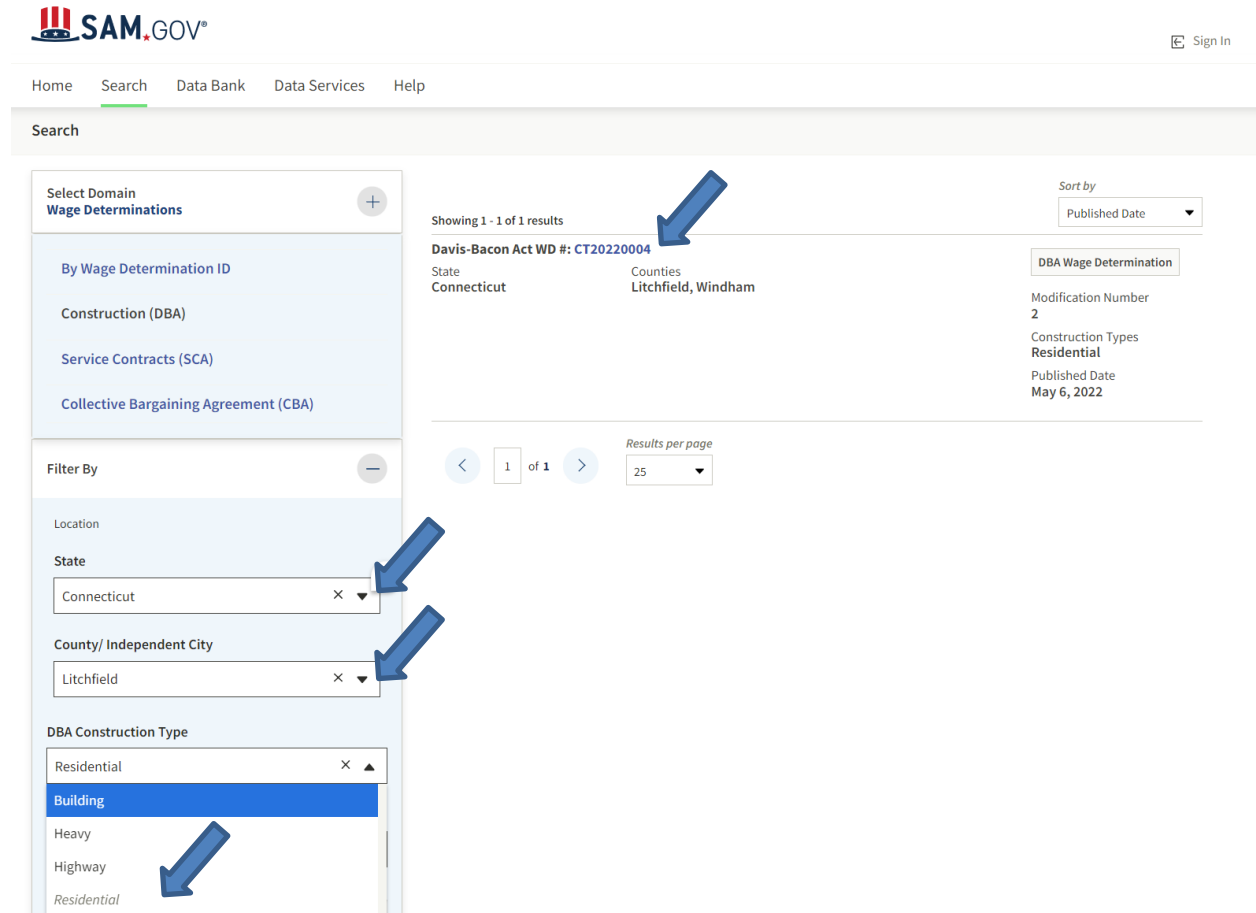 SAM.GOV®
Sign In
Home Search Data Bank Data Services Help
Search
Select Domain
Wage Determinations
By Wage Determination ID
Construction (DBA)
Service Contracts (SCA)
Collective Bargaining Agreement (CBA)
Filter By
Location
State
Connecticut
County/ Independent City
Litchfield
DBA Construction Type
Residential
Building
Heavy
Highway
Residential
Sort by
Published Date
Showing 1 - 1 of 1 results
Davis-Bacon Act WD #: CT20220004
State
Connecticut
Counties
Litchfield, Windham
DBA Wage Determination
Modification Number
2
Construction Types
Residential
Published Date
May 6, 2022
1 of 1
Results per page
25